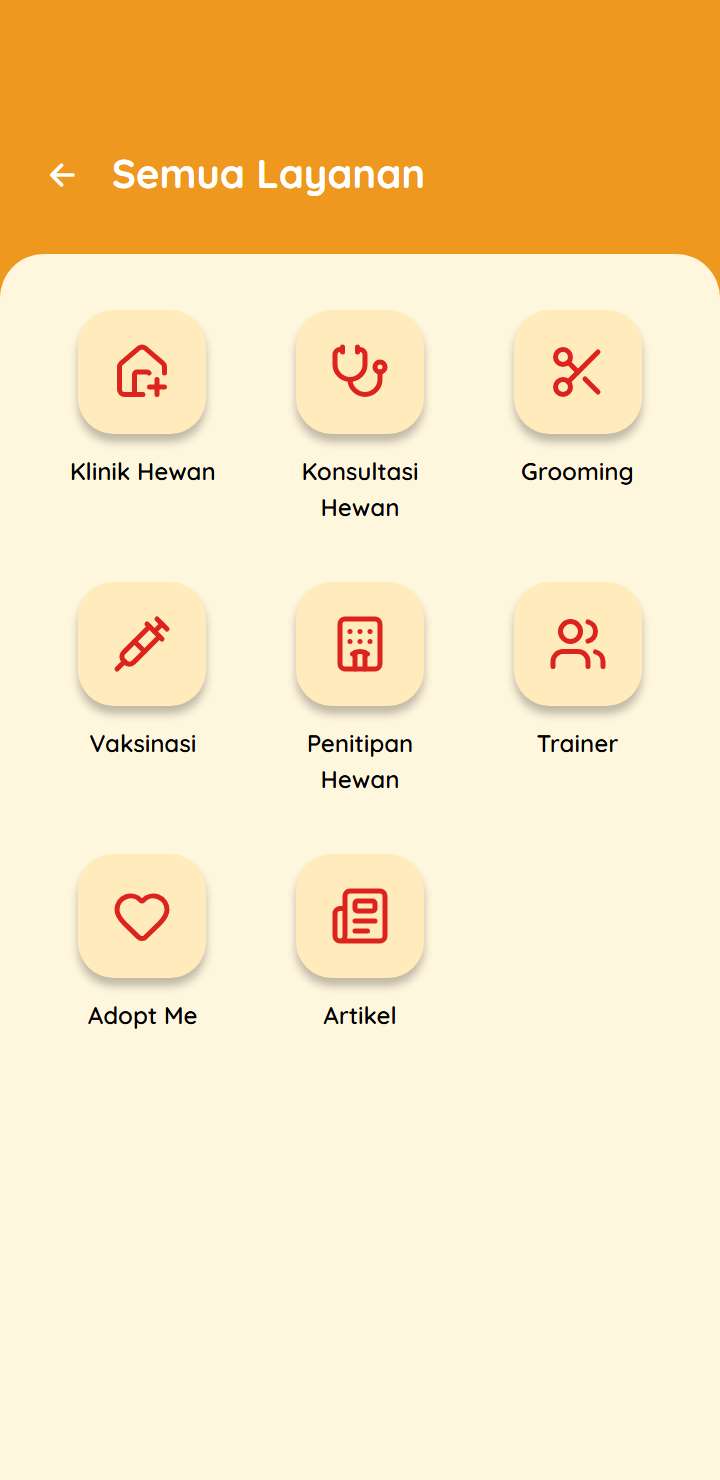 Semua Layanan
Klinik Hewan
Konsultasi
Hewan
Grooming
Vaksinasi
Penitipan
Hewan
Trainer
Adopt Me
Artikel